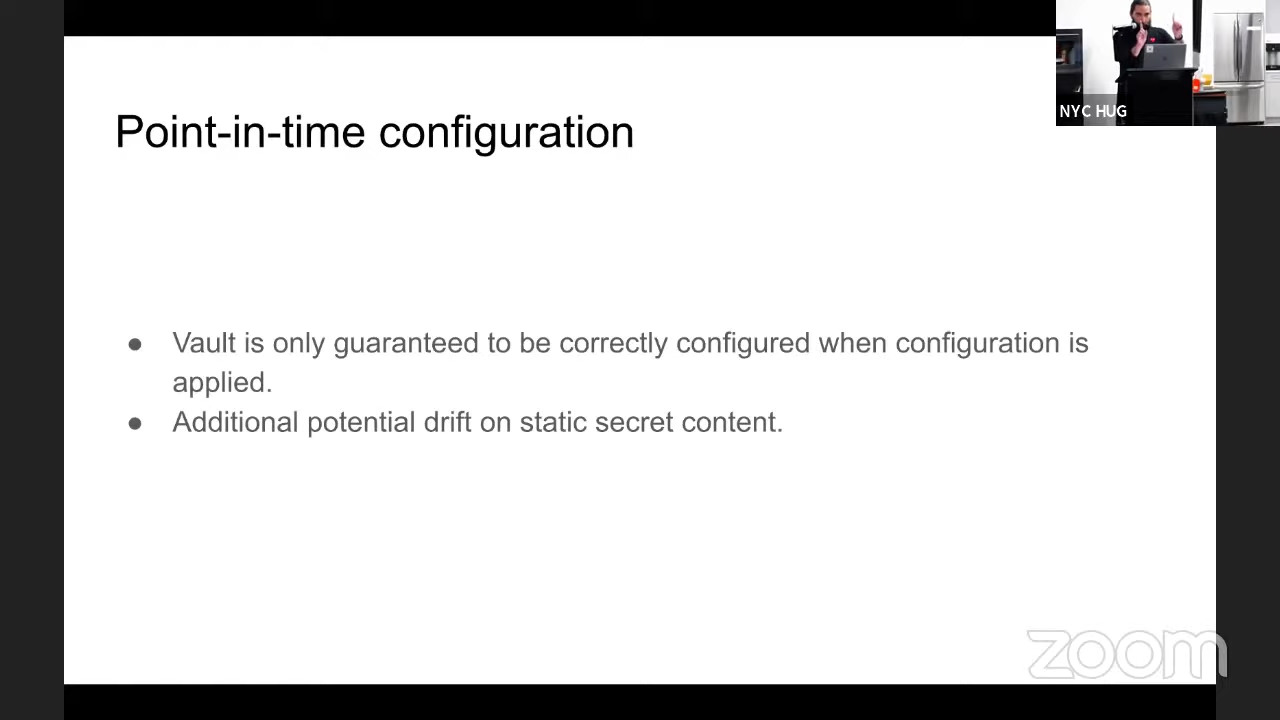 NYC HUG
Point-in-time configuration
● Vault is only guaranteed to be correctly configured when configuration is
applied.
● Additional potential drift on static secret content.
zoom